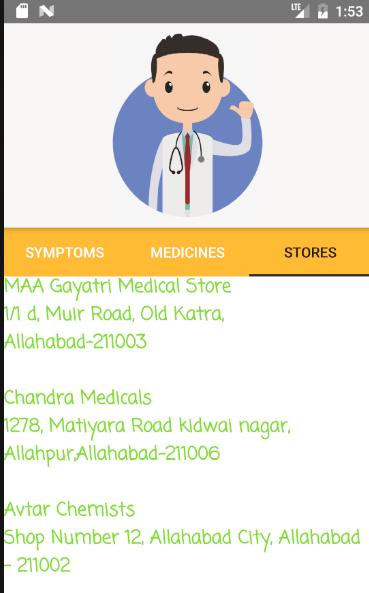 LTE 1:53
SYMPTOMS MEDICINES STORES
MAA Gayatri Medical Store
1/1 d, Muir Road, Old Katra,
Allahabad-211003
Chandra Medicals
1278, Matiyara Road kidwai nagar,
Allahpur,Allahabad-211006
Avtar Chemists
Shop Number 12, Allahabad City, Allahabad
- 211002